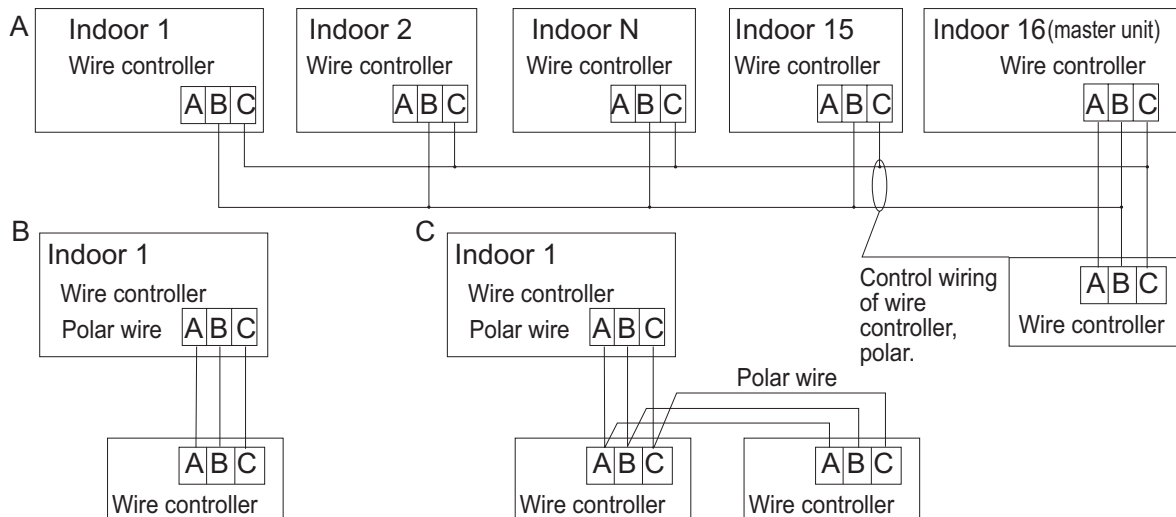 A
Indoor 1
Wire controller
A B C
Indoor 2
Wire controller
A B C
Indoor N
Wire controller
A B C
Indoor 15
Wire controller
A B C
Indoor 16 (master unit)
Wire controller
A B C
B
Indoor 1
Wire controller
Polar wire A B C
A B C
Wire controller
C
Indoor 1
Wire controller
Polar wire A B C
Polar wire
A B C
Wire controller
A B C
Wire controller
Control wiring
of wire
controller,
polar.
A B C
Wire controller